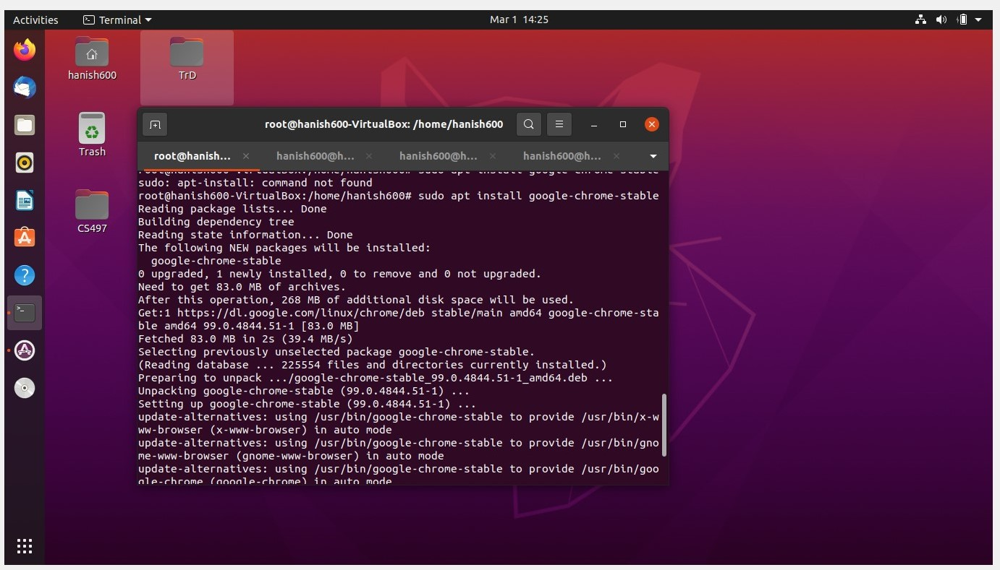 Activities
Terminal
Mar 1 14:25
hanish600
TrD
Trash
CS497
root@hanish600-VirtualBox: /home/hanish600
root@hanish...
hanish600@h...
hanish600@h...
hanish600@h...
root@hanish600-VirtualBox:/home/hanish600# sudo apt-install google-chrome-stable
sudo: apt-install: command not found
root@hanish600-VirtualBox:/home/hanish600# sudo apt install google-chrome-stable
Reading package lists... Done
Building dependency tree
Reading state information... Done
The following NEW packages will be installed:
google-chrome-stable
0 upgraded, 1 newly installed, 0 to remove and 0 not upgraded.
Need to get 83.0 MB of archives.
After this operation, 268 MB of additional disk space will be used.
Get:1 https://dl.google.com/linux/chrome/deb stable/main amd64 google-chrome-sta
ble amd64 99.0.4844.51-1 [83.0 MB]
Fetched 83.0 MB in 2s (39.4 MB/s)
Selecting previously unselected package google-chrome-stable.
(Reading database ... 225554 files and directories currently installed.)
Preparing to unpack .../google-chrome-stable_99.0.4844.51-1_amd64.deb ...
Unpacking google-chrome-stable (99.0.4844.51-1) ...
Setting up google-chrome-stable (99.0.4844.51-1) ...
update-alternatives: using /usr/bin/google-chrome-stable to provide /usr/bin/x-w
ww-browser (x-www-browser) in auto mode
update-alternatives: using /usr/bin/google-chrome-stable to provide /usr/bin/gno
me-www-browser (gnome-www-browser) in auto mode
update-alternatives: using /usr/bin/google-chrome-stable to provide /usr/bin/goo
gle-chrome (google-chrome) in auto mode